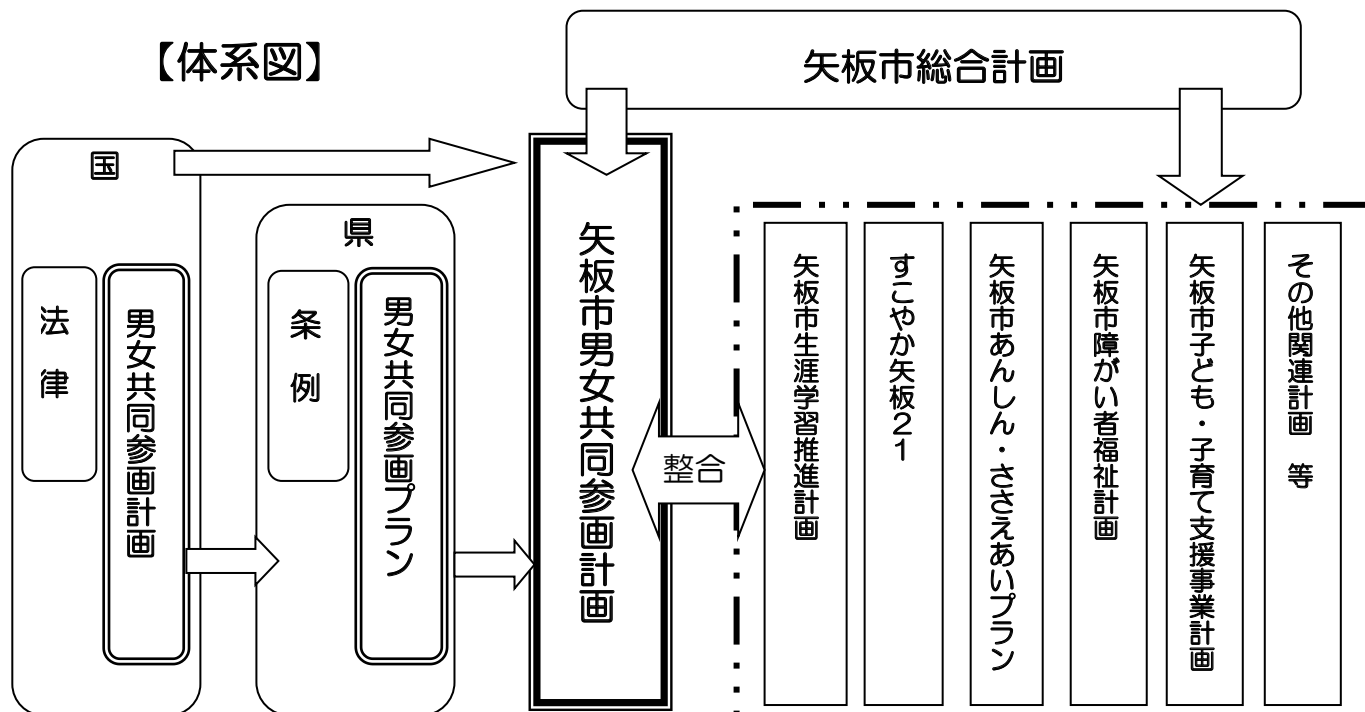 【体系図】
矢板市総合計画
国
法律
男女共同参画計画
県
条例
男女共同参画プラン
矢板市男女共同参画計画
整合
矢板市生涯学習推進計画
すこやか矢板21
矢板市あんしん・ささえあいプラン
矢板市障がい者福祉計画
矢板市子ども・子育て支援事業計画
その他関連計画 等